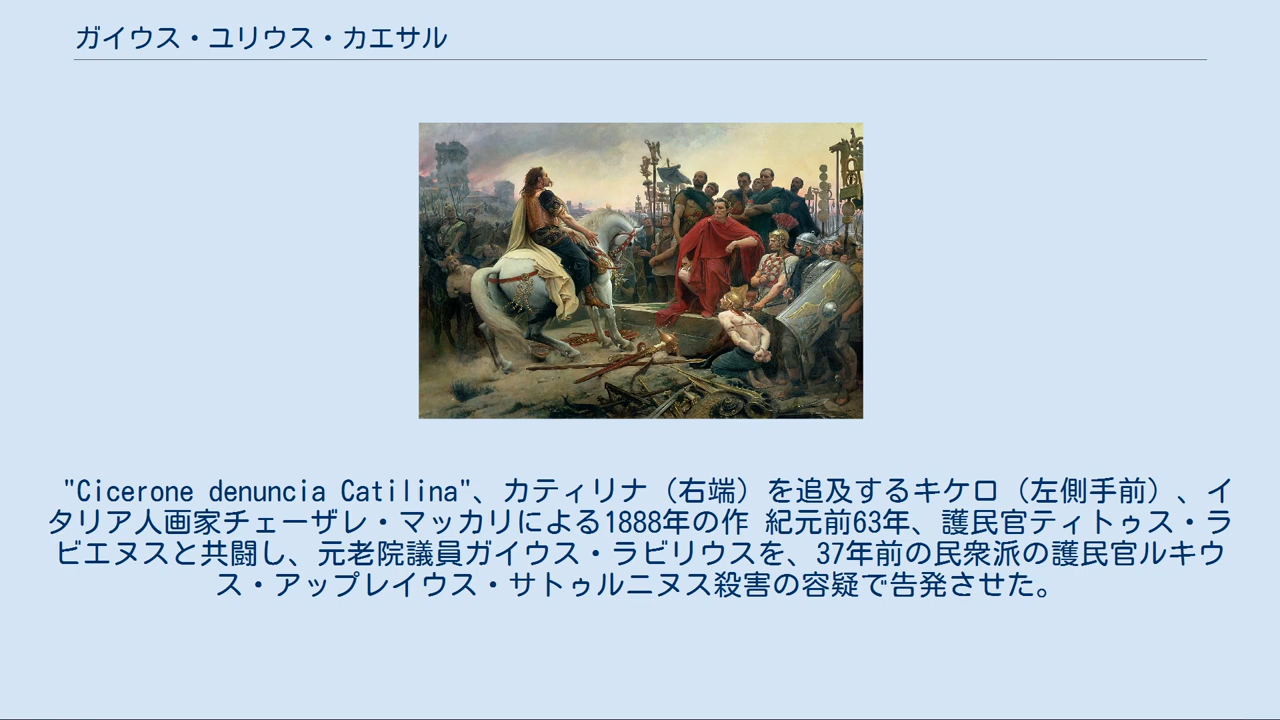 ガイウス・ユリウス・カエサル
"Cicerone denuncia Catilina"、カティリナ（右端）を追及するキケロ（左側手前）、イ
タリア人画家チェーザレ・マッカリによる1888年の作 紀元前63年、護民官ティトゥス・ラ
ビエヌスと共闘し、元老院議員ガイウス・ラビリウスを、37年前の民衆派の護民官ルキウ
ス・アップレイウス・サトゥルニヌス殺害の容疑で告発させた。